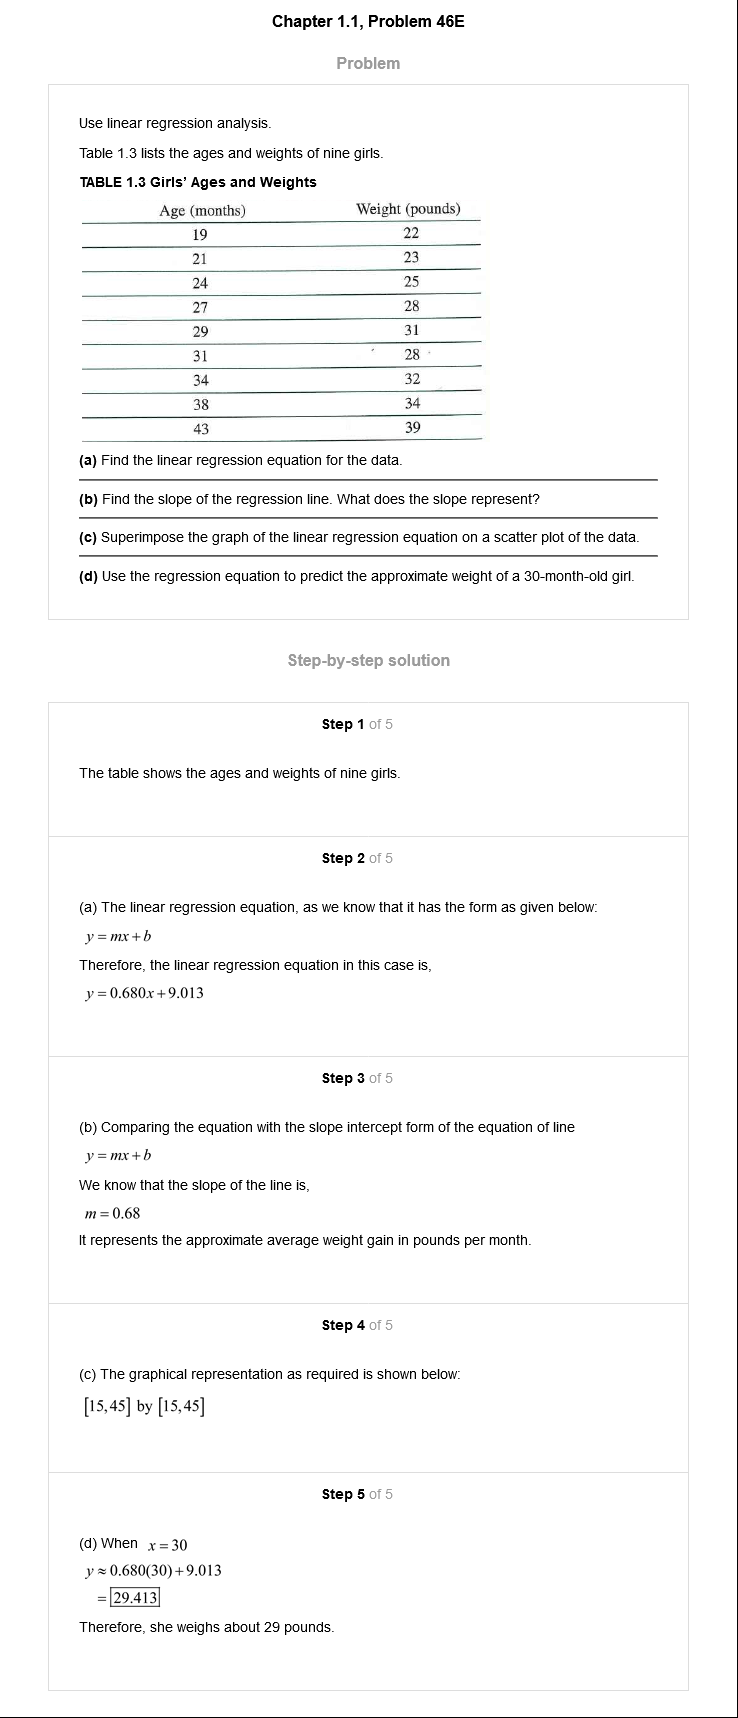 Chapter 1.1, Problem 46E
Problem
Use linear regression analysis.
Table 1.3 lists the ages and weights of nine girls.
TABLE 1.3 Girls' Ages and Weights
Age (months) Weight (pounds)
19 22
21 23
24 25
27 28
29 31
31 28
34 32
38 34
43 39
(a) Find the linear regression equation for the data.
(b) Find the slope of the regression line. What does the slope represent?
(c) Superimpose the graph of the linear regression equation on a scatter plot of the data.
(d) Use the regression equation to predict the approximate weight of a 30-month-old girl.
Step-by-step solution
Step 1 of 5
The table shows the ages and weights of nine girls.
Step 2 of 5
(a) The linear regression equation, as we know that it has the form as given below:
y = mx + b
Therefore, the linear regression equation in this case is,
y = 0.680x + 9.013
Step 3 of 5
(b) Comparing the equation with the slope intercept form of the equation of line
y = mx + b
We know that the slope of the line is,
m = 0.68
It represents the approximate average weight gain in pounds per month.
Step 4 of 5
(c) The graphical representation as required is shown below:
[15,45] by [15,45]
Step 5 of 5
(d) When x = 30
y ≈ 0.680(30) + 9.013
= 29.413
Therefore, she weighs about 29 pounds.